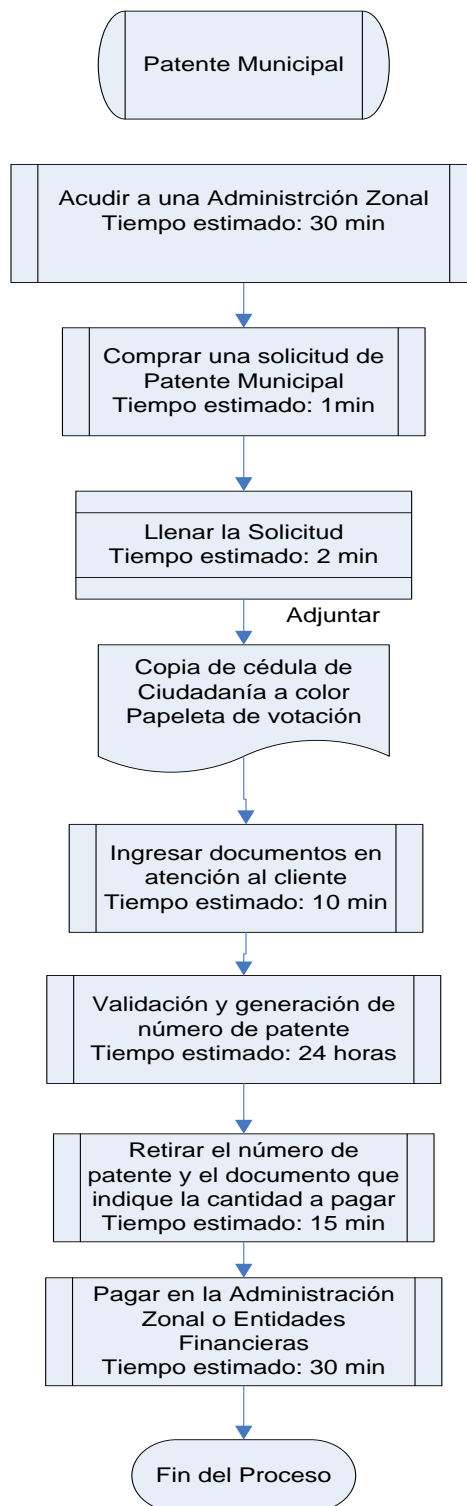 Patente Municipal
Acudir a una Administrción Zonal
Tiempo estimado: 30 min
Comprar una solicitud de
Patente Municipal
Tiempo estimado: 1min
Llenar la Solicitud
Tiempo estimado: 2 min
Adjuntar
Copia de cédula de
Ciudadanía a color
Papeleta de votación
Ingresar documentos en
atención al cliente
Tiempo estimado: 10 min
Validación y generación de
número de patente
Tiempo estimado: 24 horas
Retirar el número de
patente y el documento que
indique la cantidad a pagar
Tiempo estimado: 15 min
Pagar en la Administración
Zonal o Entidades
Financieras
Tiempo estimado: 30 min
Fin del Proceso